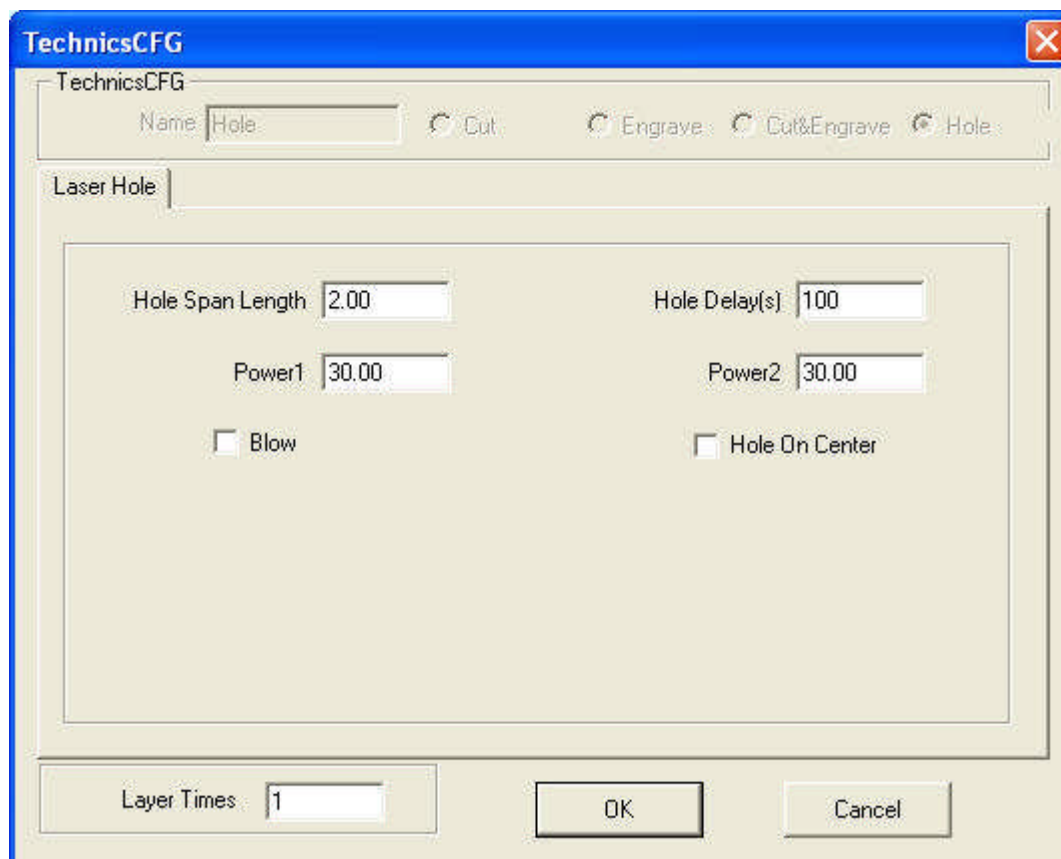 TechnicsCFG
TechnicsCFG
Name Hole Cut Engrave Cut&Engrave Hole
Laser Hole
Hole Span Length 2.00 Hole Delay(s) 100
Power1 30.00 Power2 30.00
Blow Hole On Center
Layer Times 1 OK Cancel